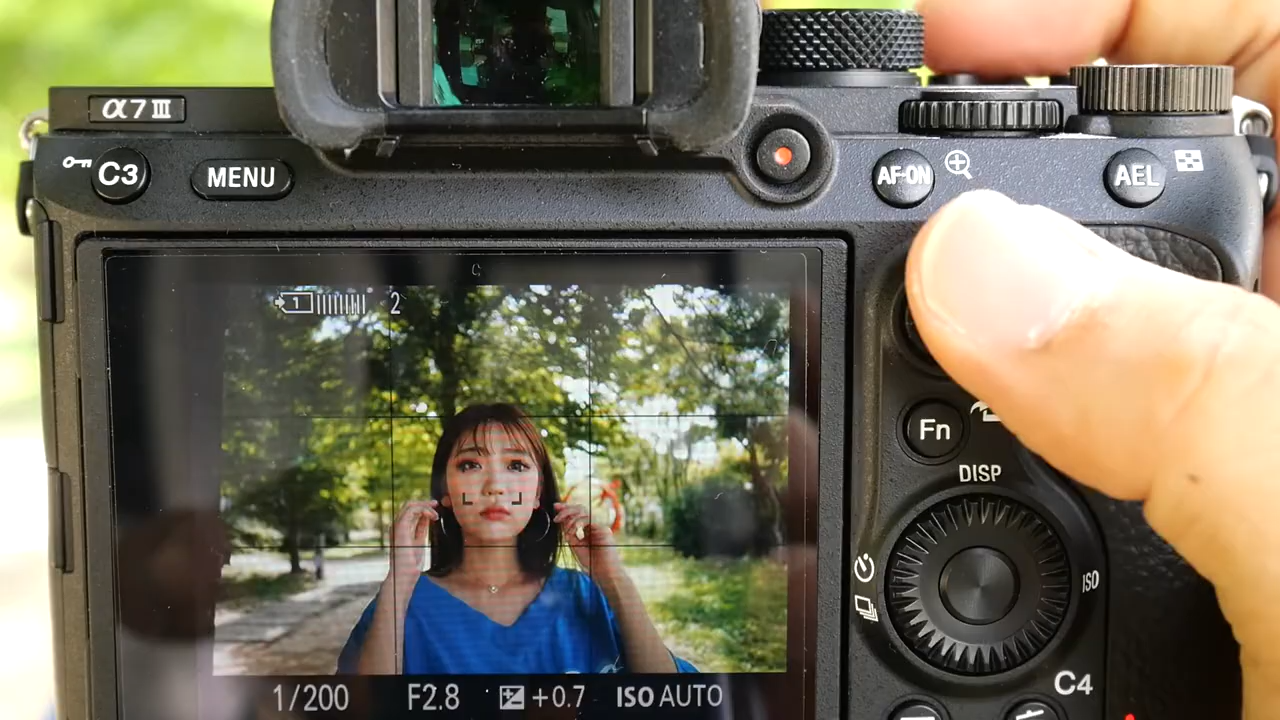 α7 III
C3
MENU
AF-ON
AEL
1
2
Fn
DISP
ISO
1/200
F2.8
+0.7
ISO AUTO
C4